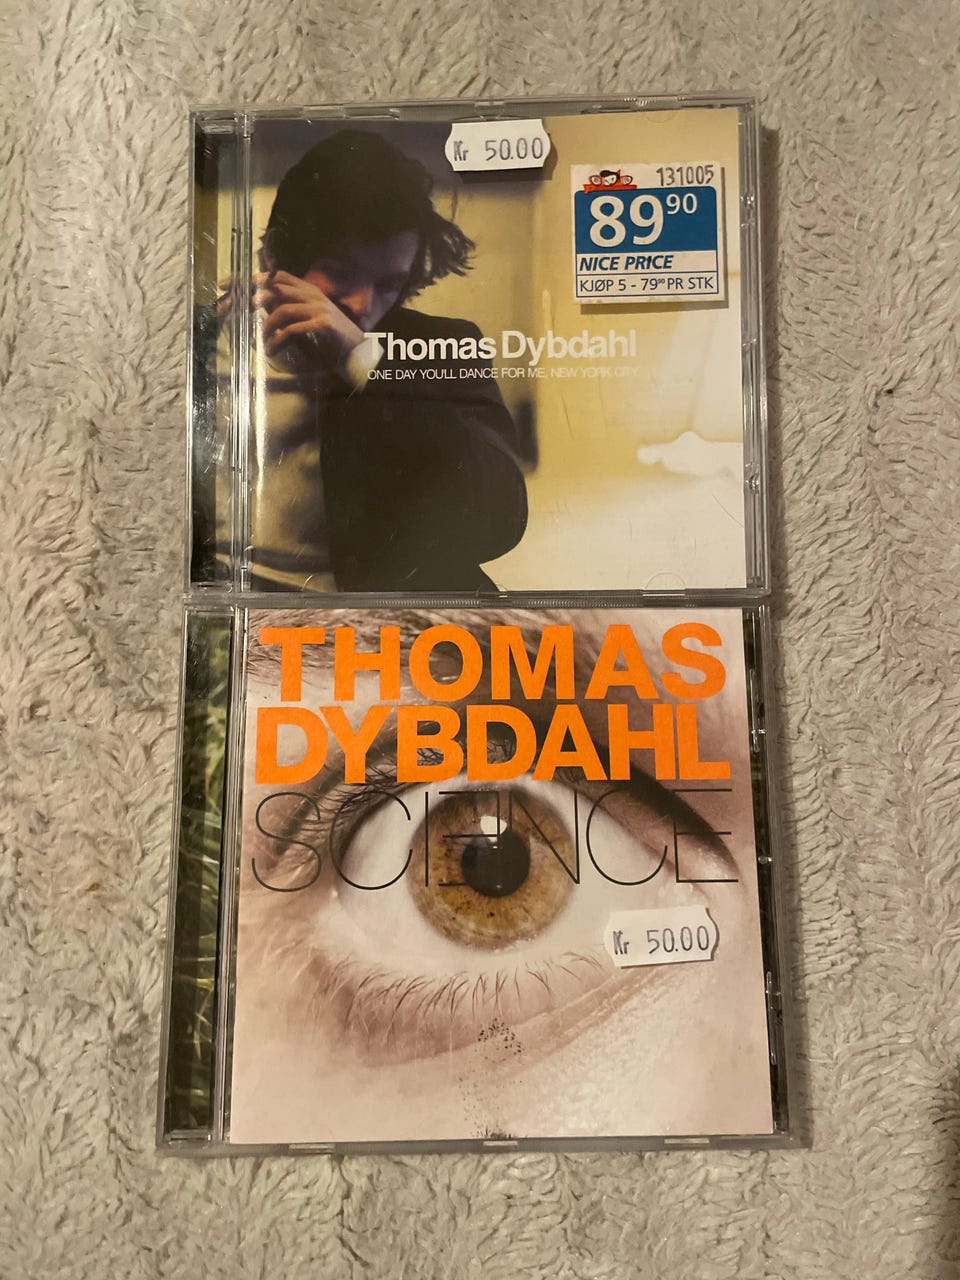 Kr 50.00
131005
89 90
NICE PRICE
KJØP 5 - 79⁹⁰ PR STK
Thomas Dybdahl
ONE DAY YOU'LL DANCE FOR ME, NEW YORK CITY
THOMAS
DYBDAHL
SCIENCE
Kr 50.00